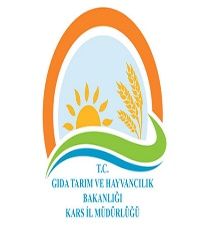 T.C.
GIDA TARIM VE HAYVANCILIK
BAKANLIĞI
KARS İL MÜDÜRLÜĞÜ